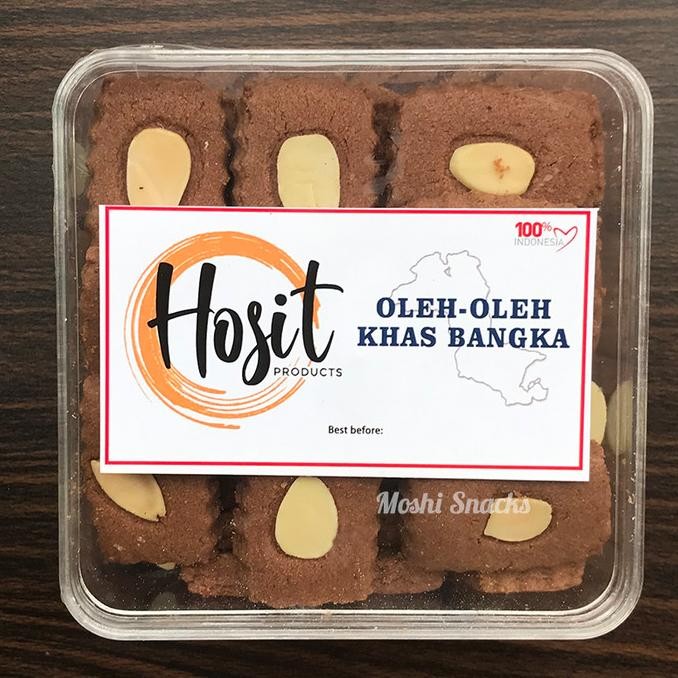 100%
INDONESIA
Hosit
PRODUCTS
OLEH-OLEH
KHAS BANGKA
Best before:
Moshi Snacks